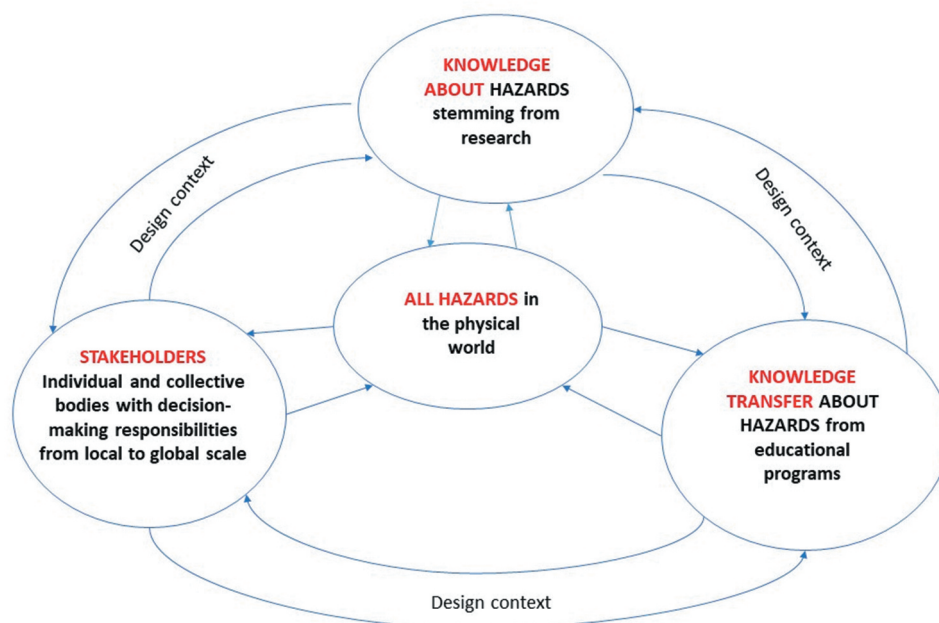 KNOWLEDGE
ABOUT HAZARDS
stemming from
research
Design context
Design context
ALL HAZARDS in
the physical
world
STAKEHOLDERS
Individual and collective
bodies with decision-
making responsibilities
from local to global scale
KNOWLEDGE
TRANSFER ABOUT
HAZARDS from
educational
programs
Design context